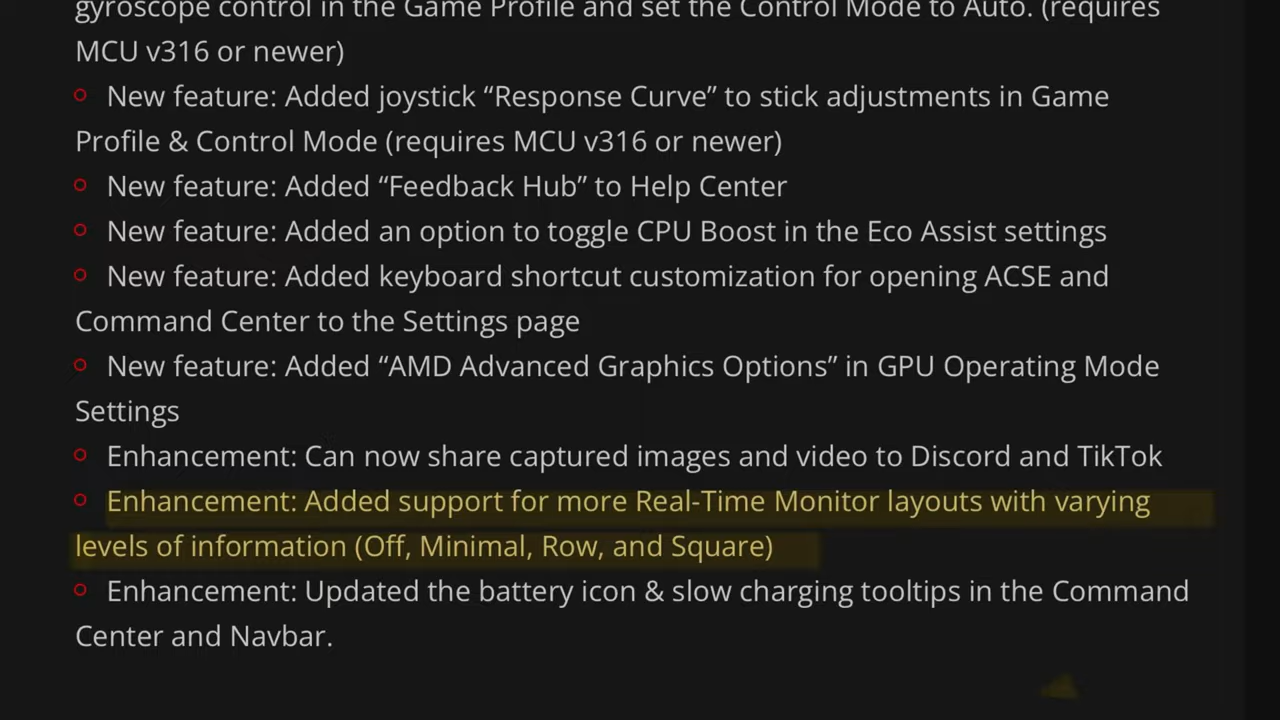 gyroscope control in the Game Profile and set the Control Mode to Auto. (requires
MCU v316 or newer)
New feature: Added joystick “Response Curve” to stick adjustments in Game
Profile & Control Mode (requires MCU v316 or newer)
New feature: Added “Feedback Hub” to Help Center
New feature: Added an option to toggle CPU Boost in the Eco Assist settings
New feature: Added keyboard shortcut customization for opening ACSE and
Command Center to the Settings page
New feature: Added “AMD Advanced Graphics Options” in GPU Operating Mode
Settings
Enhancement: Can now share captured images and video to Discord and TikTok
Enhancement: Added support for more Real-Time Monitor layouts with varying
levels of information (Off, Minimal, Row, and Square)
Enhancement: Updated the battery icon & slow charging tooltips in the Command
Center and Navbar.